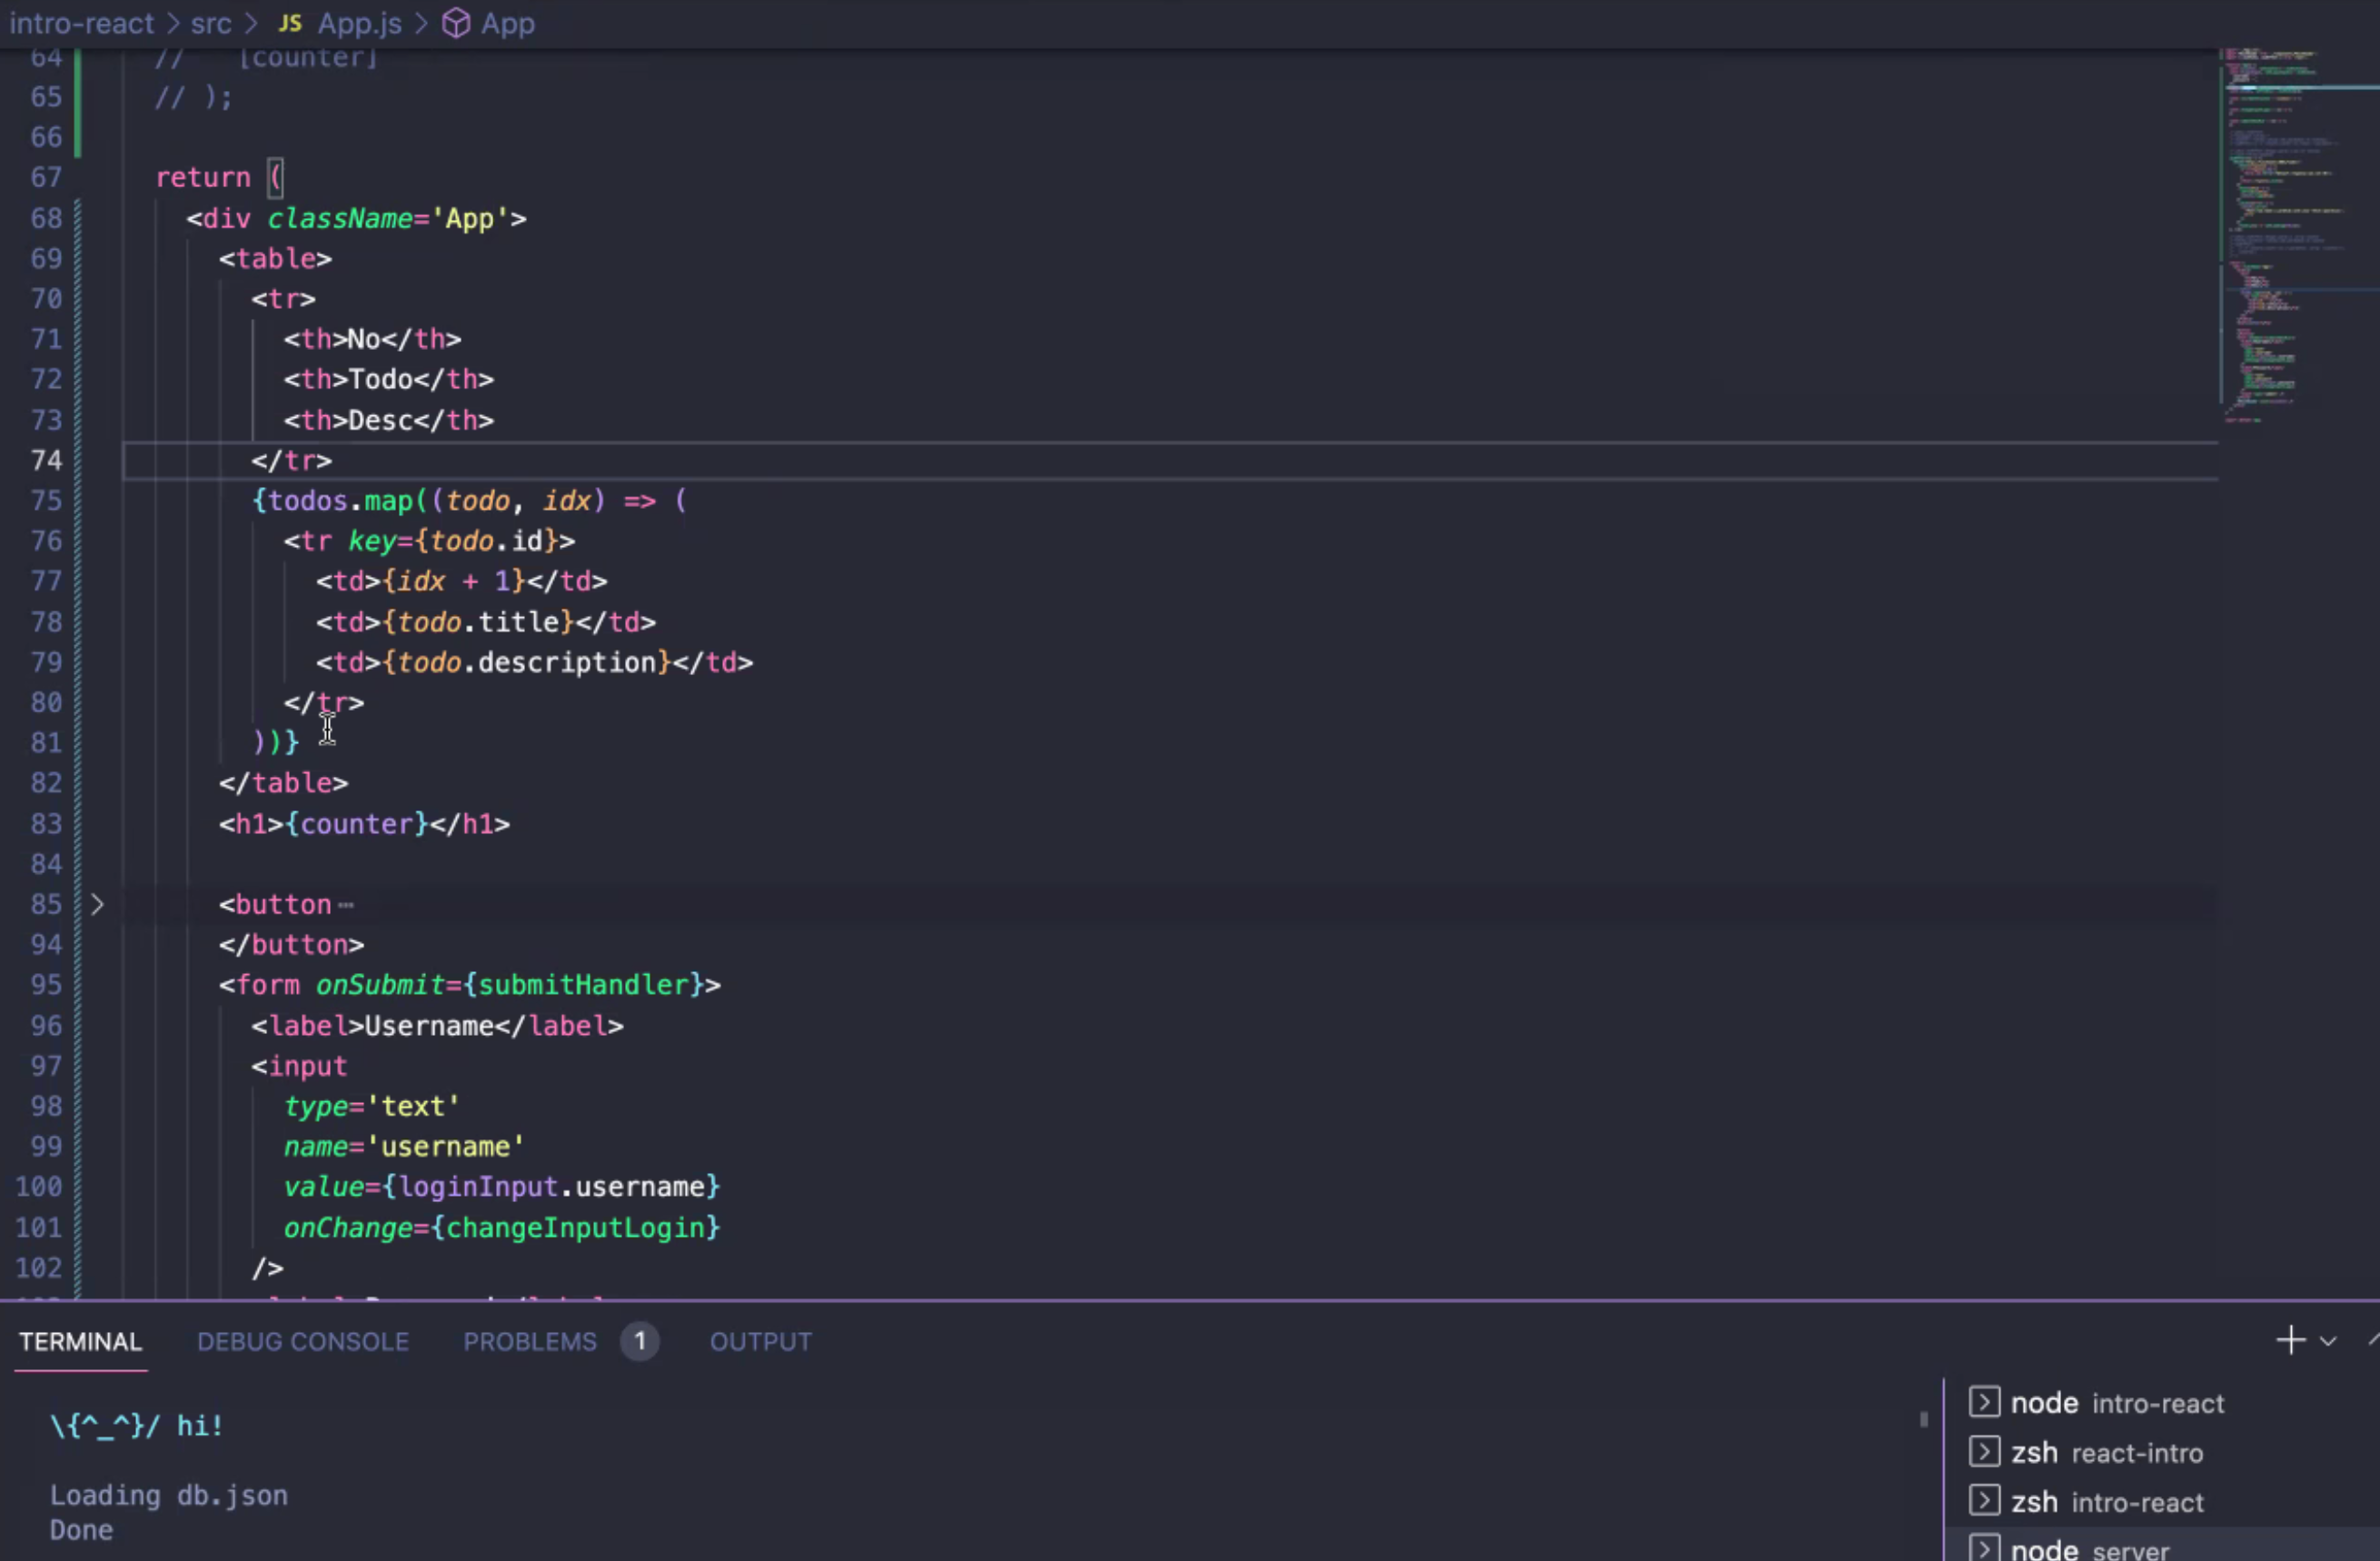 intro-react > src > JS App.js > App
64 // [counter]
65 // );
66
67 return (
68 <div className='App'>
69 <table>
70 <tr>
71 <th>No</th>
72 <th>Todo</th>
73 <th>Desc</th>
74 </tr>
75 {todos.map((todo, idx) => (
76 <tr key={todo.id}>
77 <td>{idx + 1}</td>
78 <td>{todo.title}</td>
79 <td>{todo.description}</td>
80 </tr>
81 ))}
82 </table>
83 <h1>{counter}</h1>
84
85 <button ⋯
94 </button>
95 <form onSubmit={submitHandler}>
96 <label>Username</label>
97 <input
98 type='text'
99 name='username'
100 value={loginInput.username}
101 onChange={changeInputLogin}
102 />
TERMINAL DEBUG CONSOLE PROBLEMS 1 OUTPUT
\{^_^}/ hi!
Loading db.json
Done
node intro-react
zsh react-intro
zsh intro-react
node server